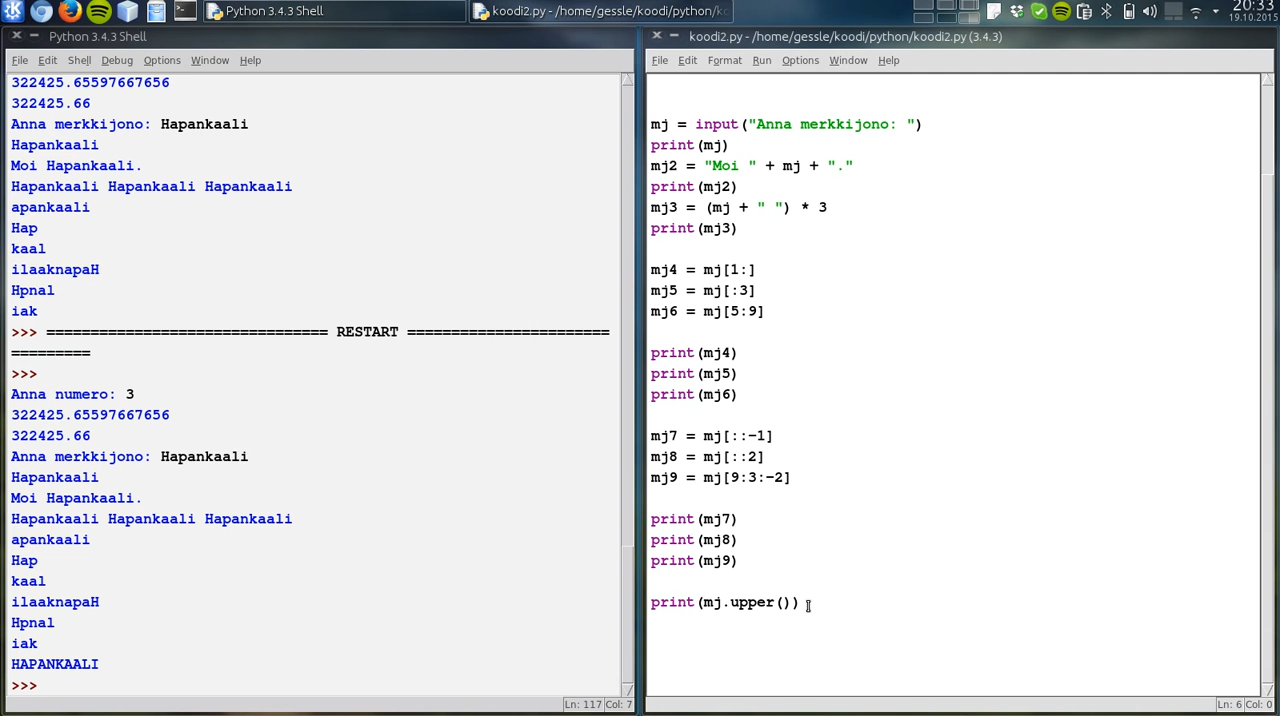 Python 3.4.3 Shell
koodi2.py - /home/gessle/koodi/python/ko
20:33
19.10.2015
Python 3.4.3 Shell
File Edit Shell Debug Options Window Help
322425.65597667656
322425.66
Anna merkkijono: Hapankaali
Hapankaali
Moi Hapankaali.
Hapankaali Hapankaali Hapankaali
apankaali
Hap
kaal
ilaaknapaH
Hpnal
iak
>>> ================================ RESTART =======================
=========
>>>
Anna numero: 3
322425.65597667656
322425.66
Anna merkkijono: Hapankaali
Hapankaali
Moi Hapankaali.
Hapankaali Hapankaali Hapankaali
apankaali
Hap
kaal
ilaaknapaH
Hpnal
iak
HAPANKAALI
>>>
Ln: 117 Col: 7
koodi2.py - /home/gessle/koodi/python/koodi2.py (3.4.3)
File Edit Format Run Options Window Help
mj = input("Anna merkkijono: ")
print(mj)
mj2 = "Moi " + mj + "."
print(mj2)
mj3 = (mj + " ") * 3
print(mj3)
mj4 = mj[1:]
mj5 = mj[:3]
mj6 = mj[5:9]
print(mj4)
print(mj5)
print(mj6)
mj7 = mj[::-1]
mj8 = mj[::2]
mj9 = mj[9:3:-2]
print(mj7)
print(mj8)
print(mj9)
print(mj.upper())
Ln: 6 Col: 0